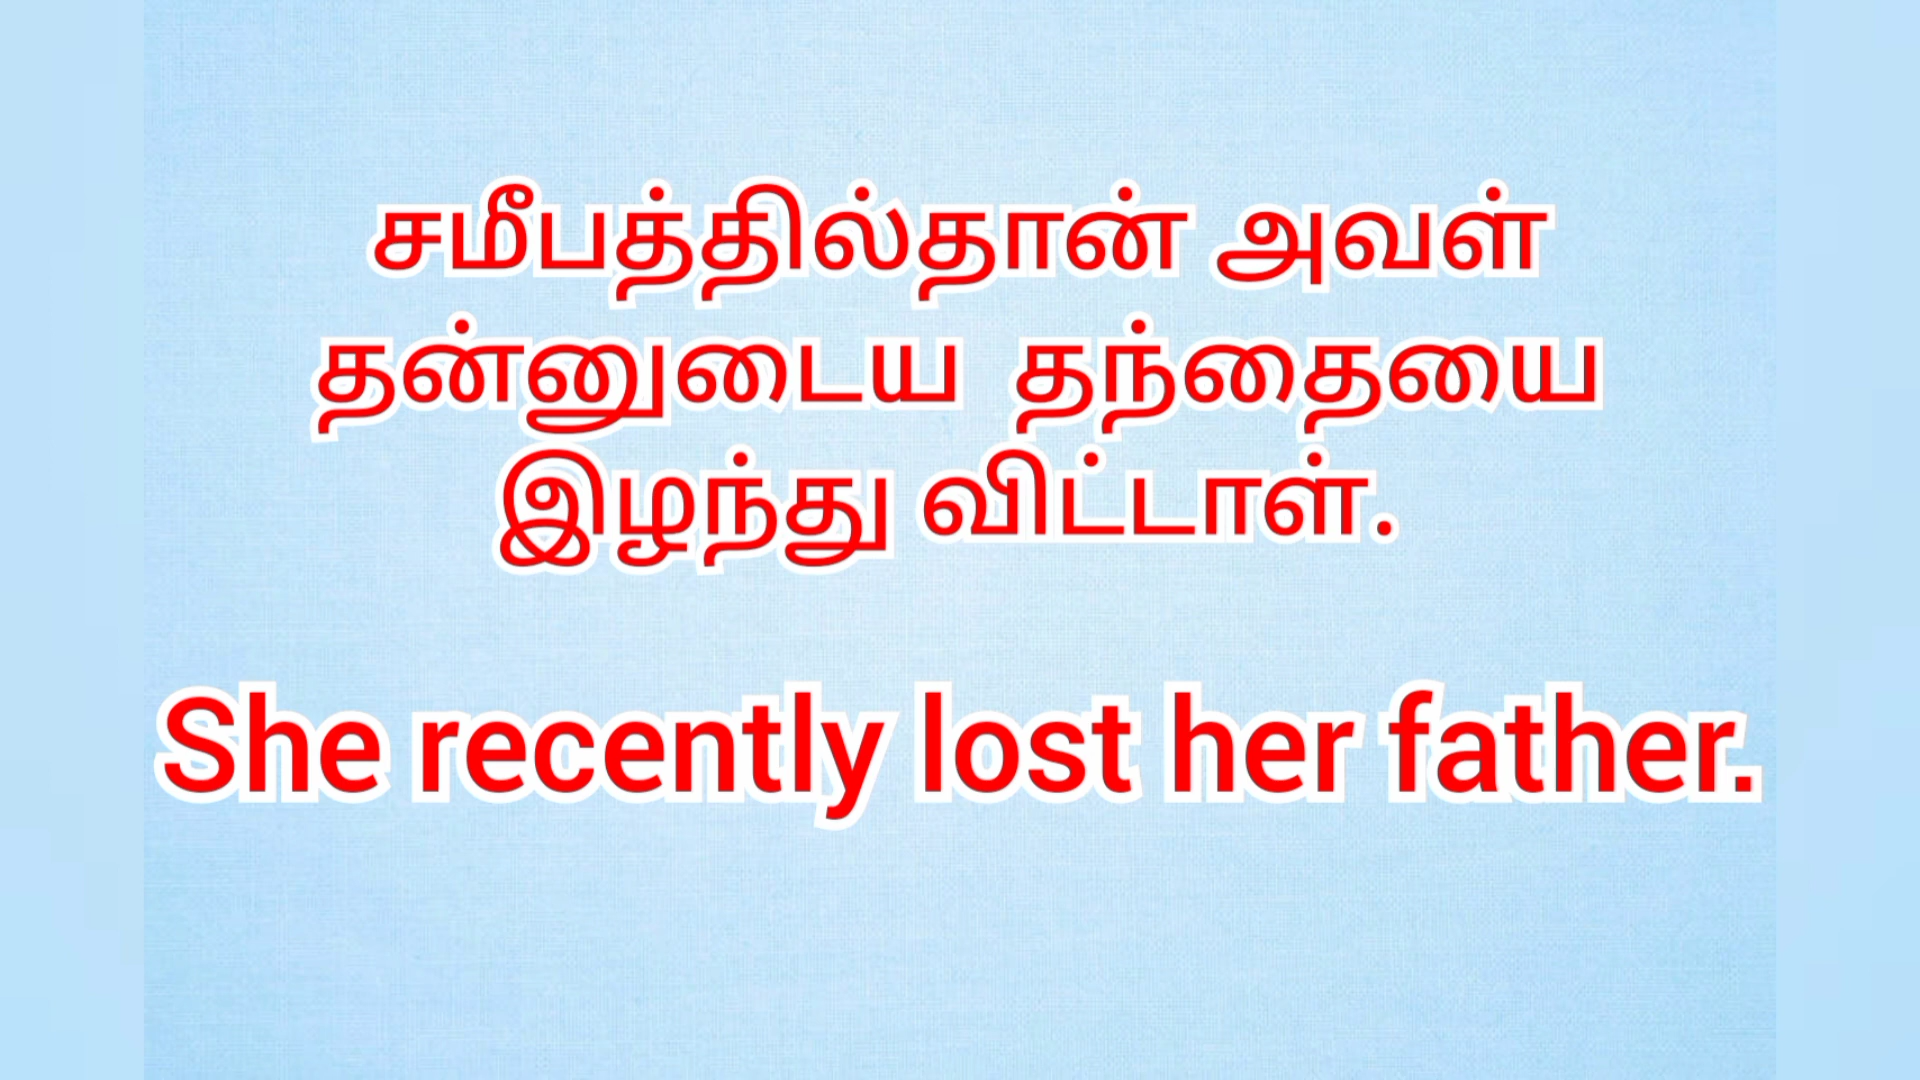 சமீபத்தில்தான் அவள்
தன்னுடைய தந்தையை
இழந்து விட்டாள்.
She recently lost her father.